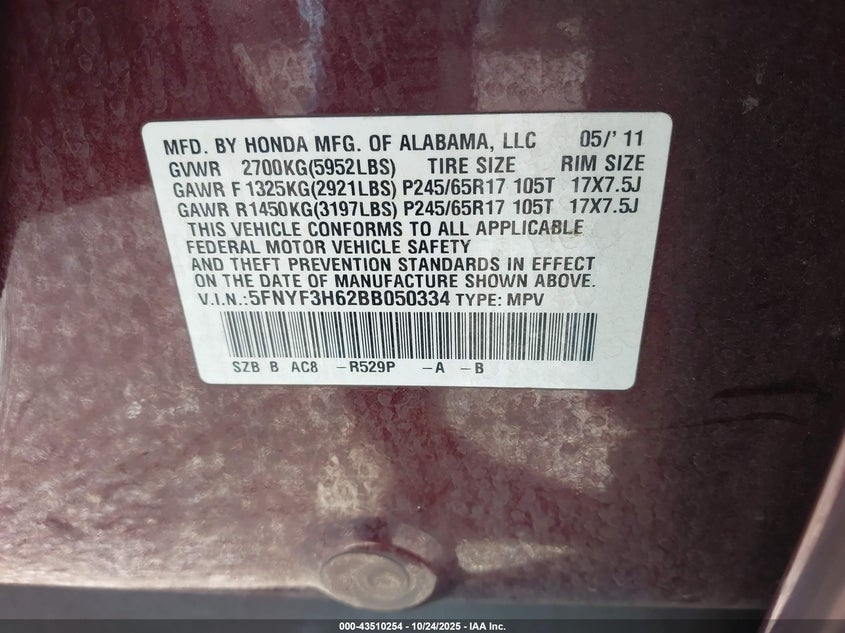 MFD. BY HONDA MFG. OF ALABAMA, LLC 05/' 11
GVWR 2700KG(5952LBS) TIRE SIZE RIM SIZE
GAWR F 1325KG(2921LBS) P245/65R17 105T 17X7.5J
GAWR R1450KG(3197LBS) P245/65R17 105T 17X7.5J
THIS VEHICLE CONFORMS TO ALL APPLICABLE
FEDERAL MOTOR VEHICLE SAFETY
AND THEFT PREVENTION STANDARDS IN EFFECT
ON THE DATE OF MANUFACTURE SHOWN ABOVE.
V.I.N.:5FNYF3H62BB050334 TYPE: MPV
SZB B AC8 -R529P -A -B
000-43510254 - 10/24/2025 - IAA Inc.